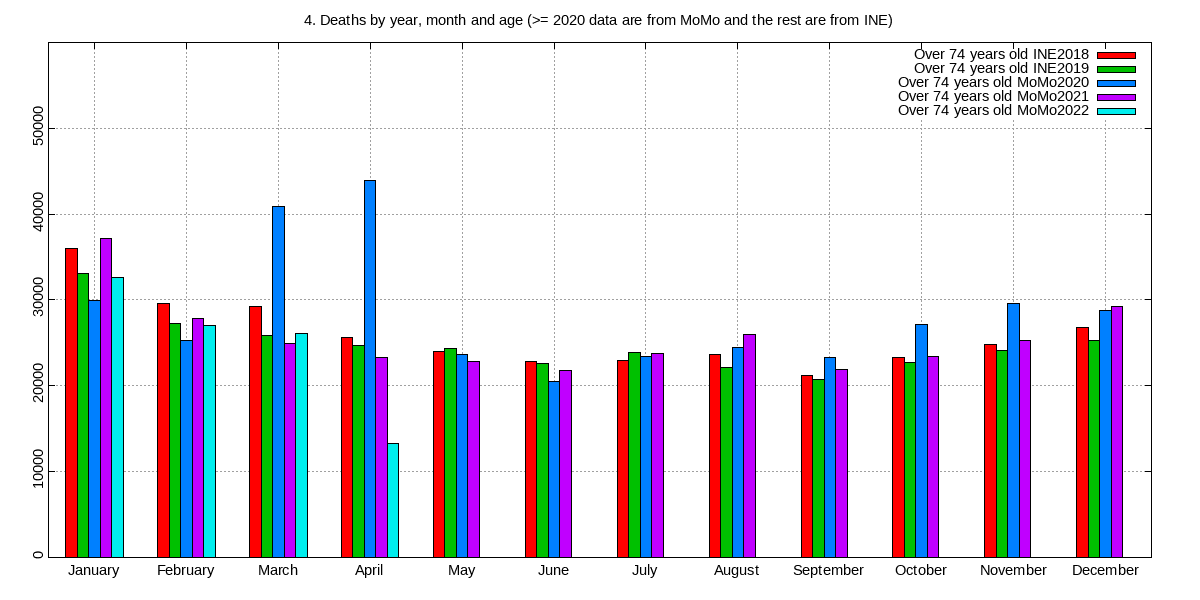 4. Deaths by year, month and age (>= 2020 data are from MoMo and the rest are from INE)
Over 74 years old INE2018
Over 74 years old INE2019
Over 74 years old MoMo2020
Over 74 years old MoMo2021
Over 74 years old MoMo2022
50000
40000
30000
20000
10000
0
January February March April May June July August September October November December